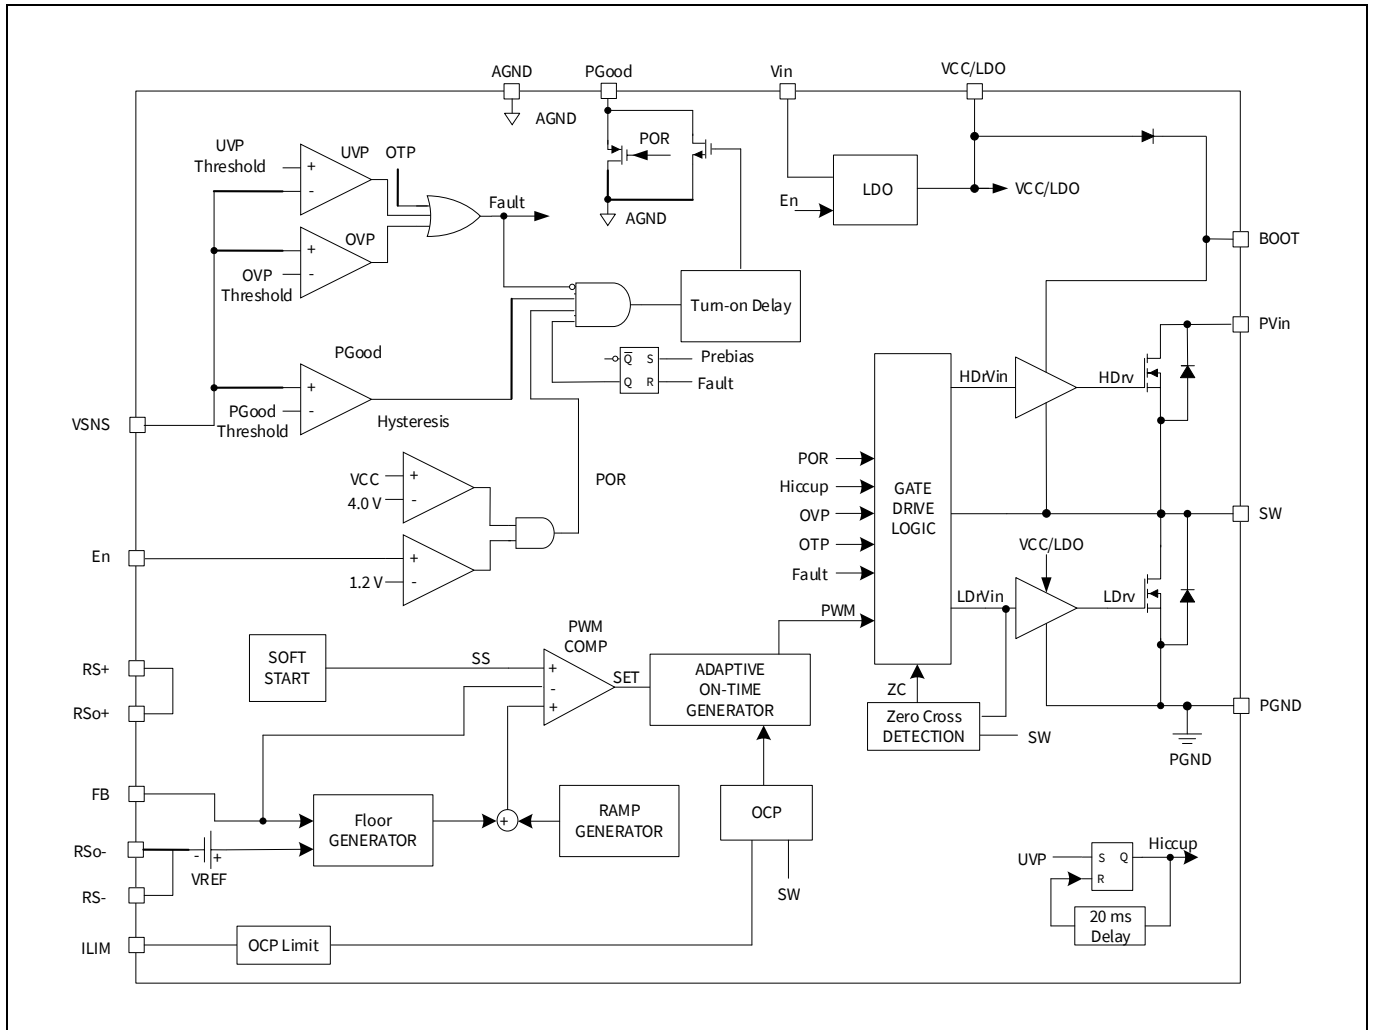 AGND
PGood
Vin
VCC/LDO
AGND
UVP
Threshold
+
-
UVP
OTP
POR
LDO
En
VCC/LDO
Fault
AGND
BOOT
+
-
OVP
OVP
Threshold
Turn-on Delay
PVin
PGood
Q
S
Q
R
Prebias
Fault
+
-
PGood
Threshold
Hysteresis
HDrVin
HDrv
VSNS
VCC
4.0 V
+
-
POR
POR
Hiccup
OVP
OTP
Fault
PWM
GATE
DRIVE
LOGIC
SW
En
1.2 V
+
-
VCC/LDO
LDrVin
LDrv
SOFT
START
SS
PWM
COMP
+
-
+
SET
ADAPTIVE
ON-TIME
GENERATOR
ZC
Zero Cross
DETECTION
SW
PGND
PGND
RS+
RSo+
FB
Floor
GENERATOR
+
RAMP
GENERATOR
OCP
SW
RSo-
-
+
VREF
RS-
UVP
S
Q
R
Hiccup
20 ms
Delay
ILIM
OCP Limit